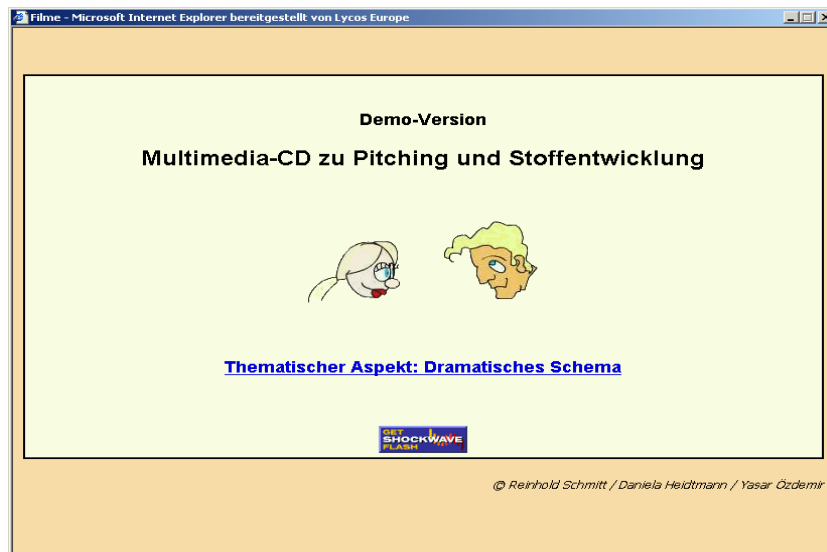 Filme - Microsoft Internet Explorer bereitgestellt von Lycos Europe
Demo-Version
Multimedia-CD zu Pitching und Stoffentwicklung
Thematischer Aspekt: Dramatisches Schema
GET
SHOCKWAVE
FLASH
© Reinhold Schmitt / Daniela Heidtmann / Yasar Özdemir